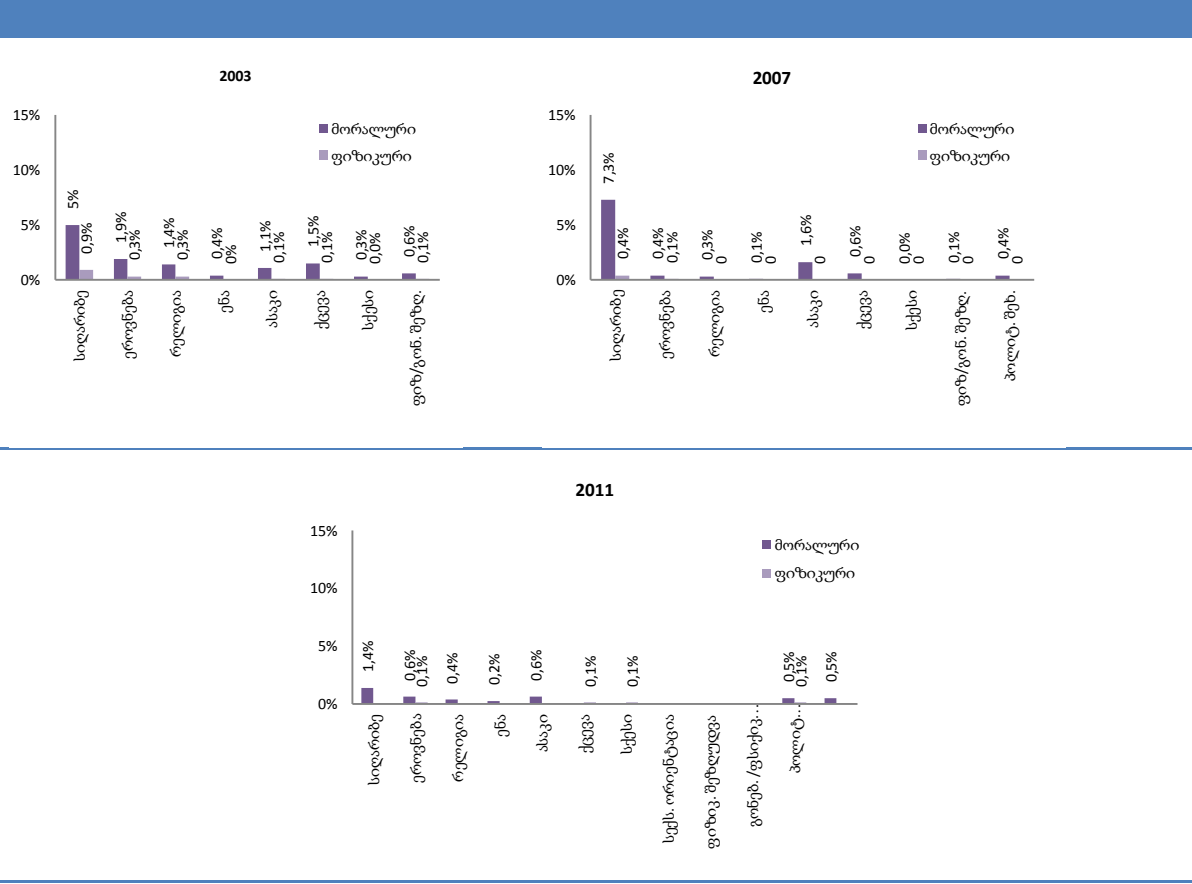 2003
15%
10%
5%
0%
მორალური
ფიზიკური
5%
0,9%
1,9%
0,3%
1,4%
0,3%
0,4%
0%
1,1%
0,1%
1,5%
0,1%
0,3%
0,0%
0,6%
0,1%
სიღარიბე
ეროვნება
რელიგია
ენა
ასაკი
ქცევა
სქესი
ფიზ/გონ. შეზღ.
2007
15%
10%
5%
0%
მორალური
ფიზიკური
7,3%
0,4%
0,4%
0,1%
0,3%
0
0,1%
0
1,6%
0
0,6%
0
0,0%
0
0,1%
0
0,4%
0
სიღარიბე
ეროვნება
რელიგია
ენა
ასაკი
ქცევა
სქესი
ფიზ/გონ. შეზღ.
პოლიტ. შეხ.
2011
15%
10%
5%
0%
მორალური
ფიზიკური
1,4%
0,6%
0,1%
0,4%
0,2%
0,6%
0,1%
0,1%
0,5%
0,1%
0,5%
სიღარიბე
ეროვნება
რელიგია
ენა
ასაკი
ქცევა
სქესი
სექს. ორიენტაცია
ფიზიკ. შეზღუდვა
გონებ. /ფსიქიკ…
პოლიტ…